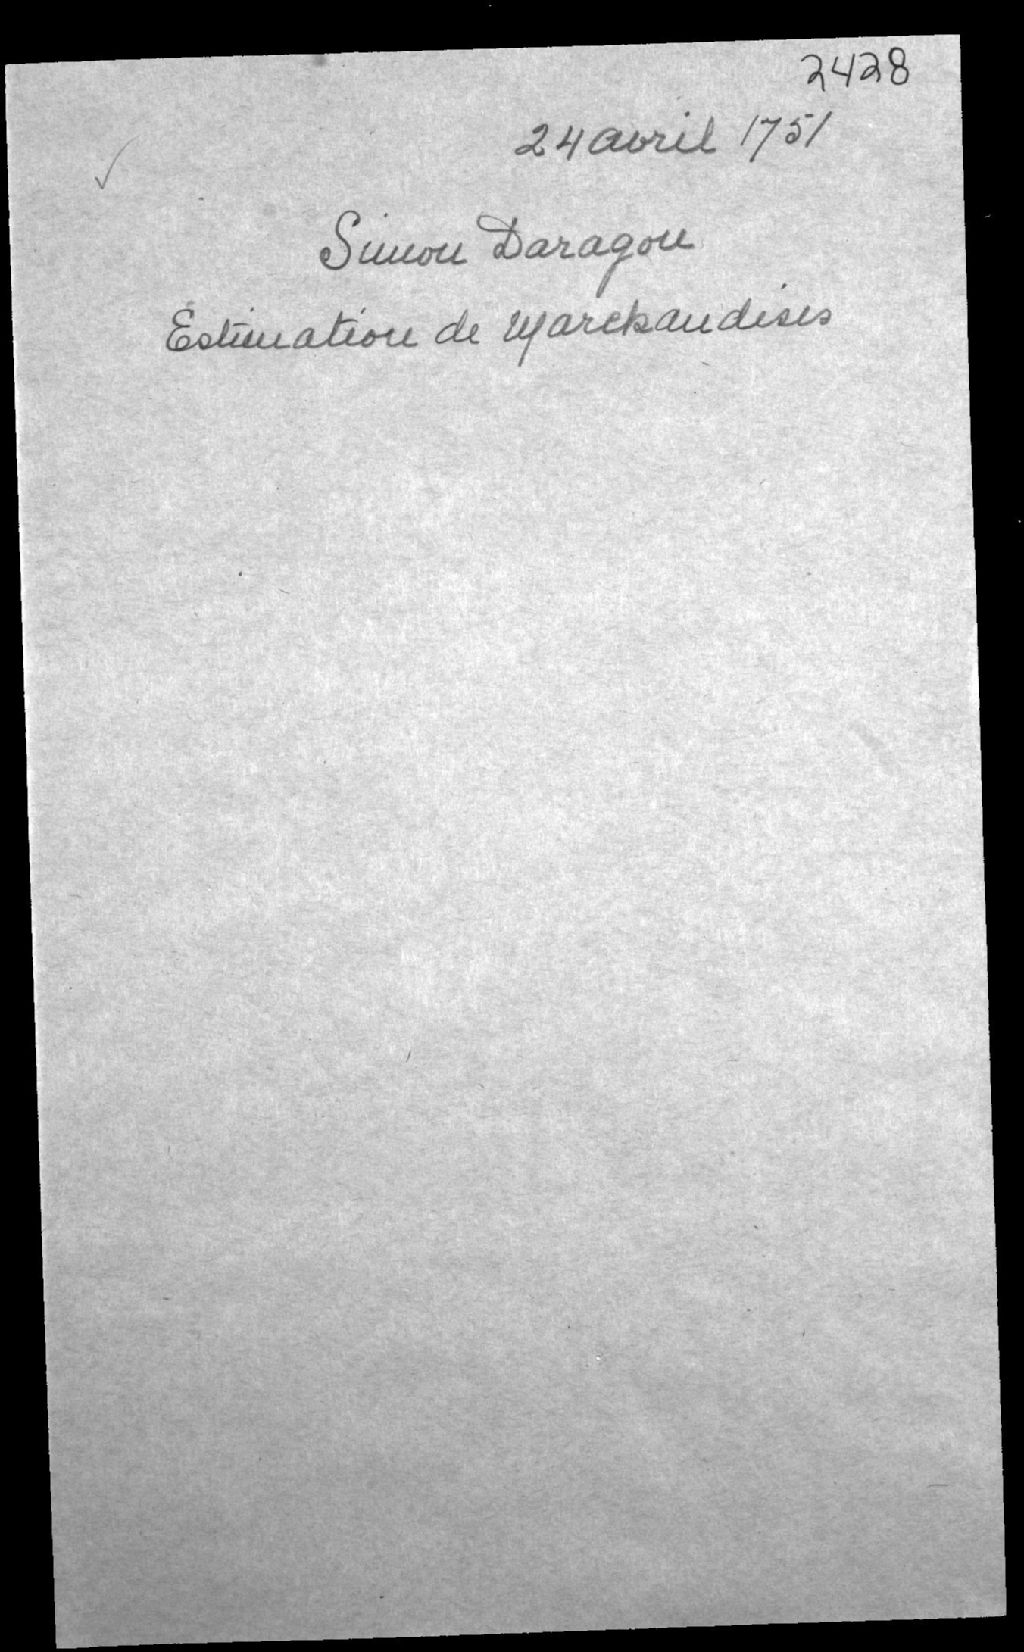 2428
24 avril 1751
Simon Daragon
Estimation de Marchandises